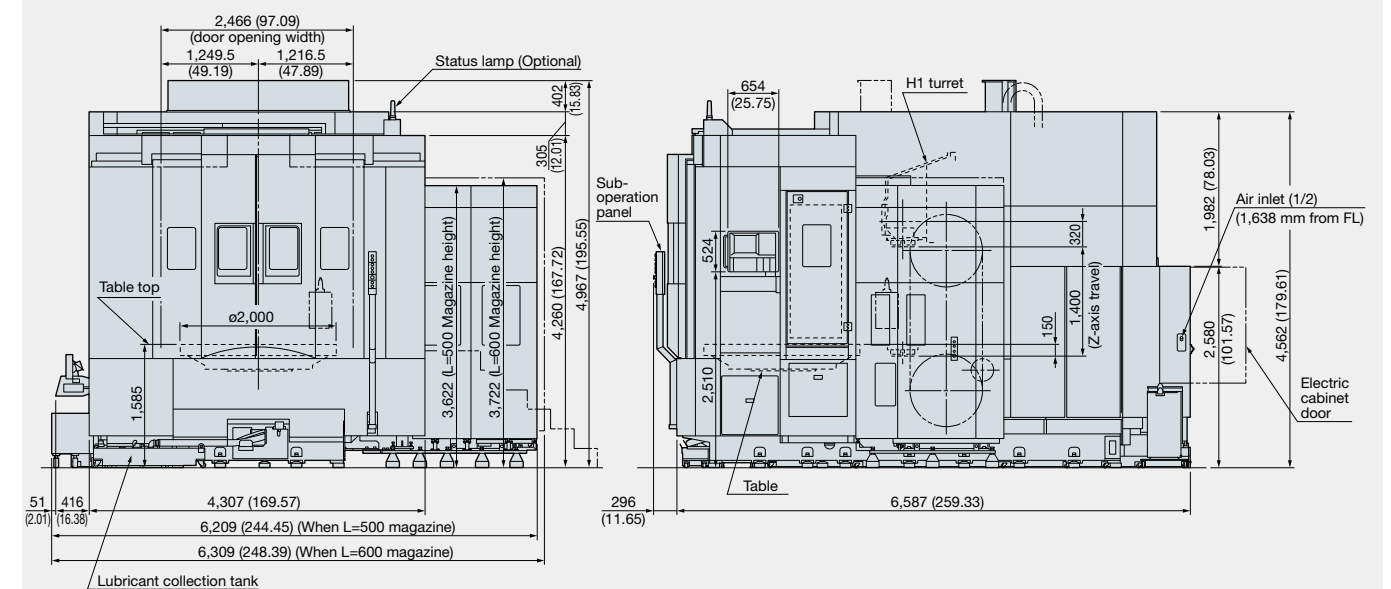 2,466 (97.09)
(door opening width)
1,249.5
(49.19)
1,216.5
(47.89)
Status lamp (Optional)
402
(15.83)
305
(12.01)
4,260 (167.72)
4,967 (195.55)
Table top
ø2,000
1,585
3,622 (L=500 Magazine height)
3,722 (L=600 Magazine height)
51
(2.01)
416
(16.38)
4,307 (169.57)
6,209 (244.45) (When L=500 magazine)
6,309 (248.39) (When L=600 magazine)
Lubricant collection tank
654
(25.75)
H1 turret
Sub-
operation
panel
524
2,510
320
1,400
(Z-axis travel)
150
1,982 (78.03)
Air inlet (1/2)
(1,638 mm from FL)
2,580
(101.57)
4,562 (179.61)
Electric
cabinet
door
Table
296
(11.65)
6,587 (259.33)